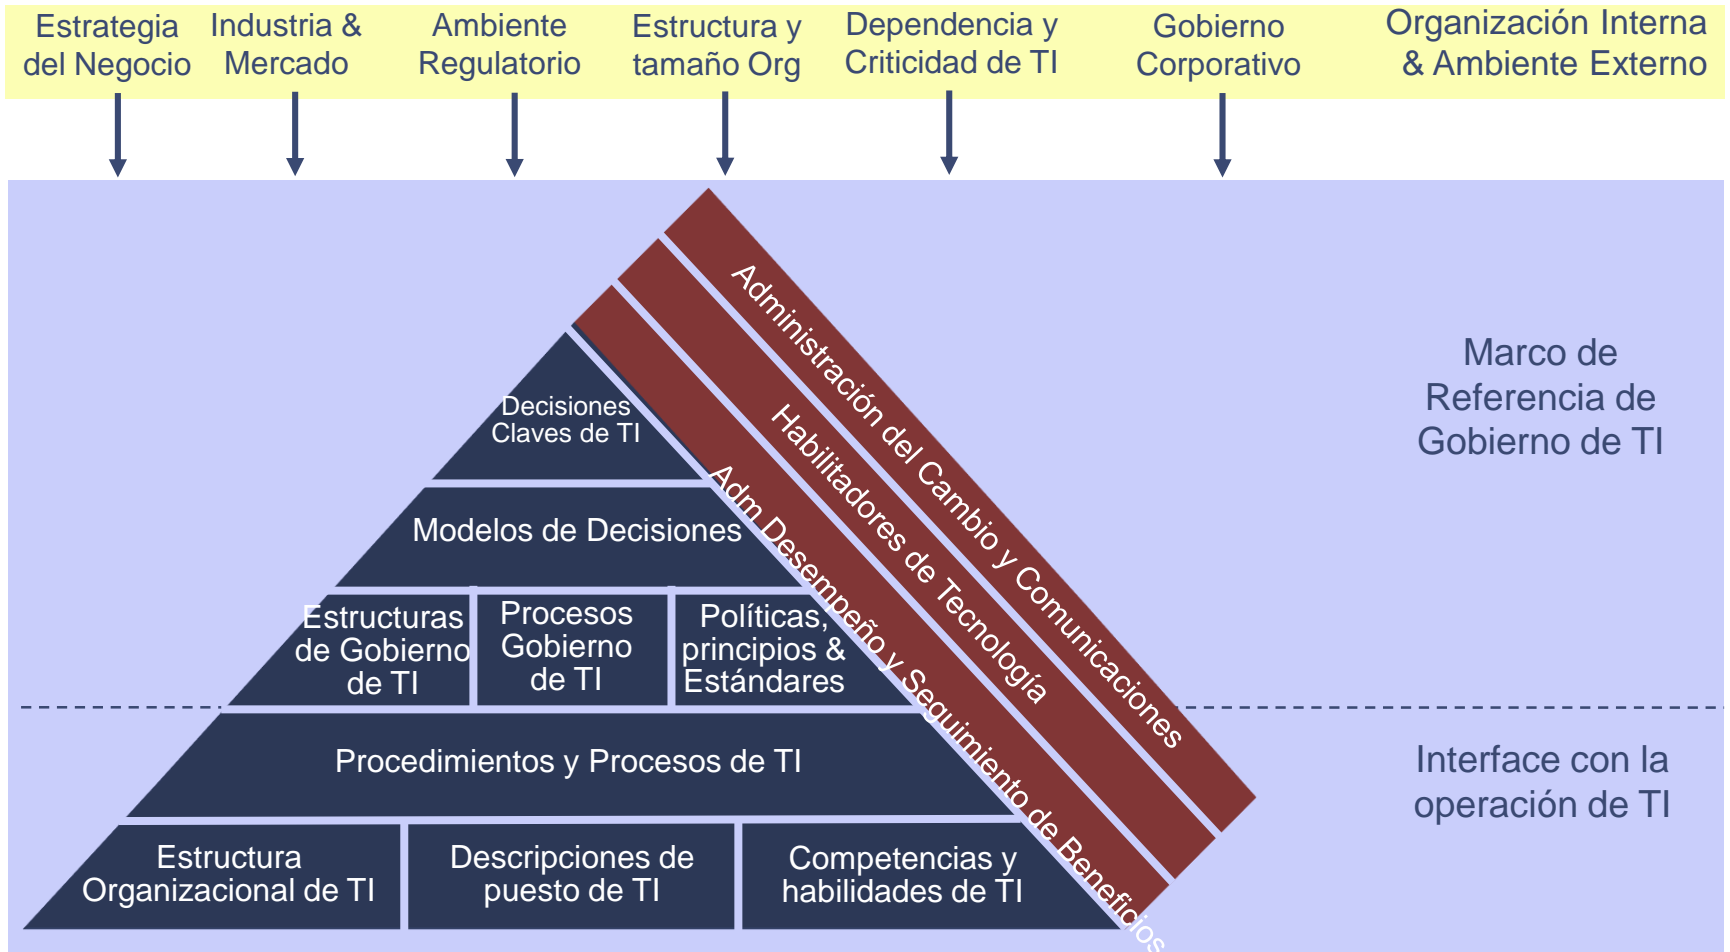 Estrategia
del Negocio
Industria &
Mercado
Ambiente
Regulatorio
Estructura y
tamaño Org
Dependencia y
Criticidad de TI
Gobierno
Corporativo
Organización Interna
& Ambiente Externo
Administración del Cambio y Comunicaciones
Habilitadores de Tecnología
Adm Desempeño y Seguimiento de Beneficios
Marco de
Referencia de
Gobierno de TI
Decisiones
Claves de TI
Modelos de Decisiones
Estructuras
de Gobierno
de TI
Procesos
Gobierno
de TI
Políticas,
principios &
Estándares
Procedimientos y Procesos de TI
Interface con la
operación de TI
Estructura
Organizacional de TI
Descripciones de
puesto de TI
Competencias y
habilidades de TI